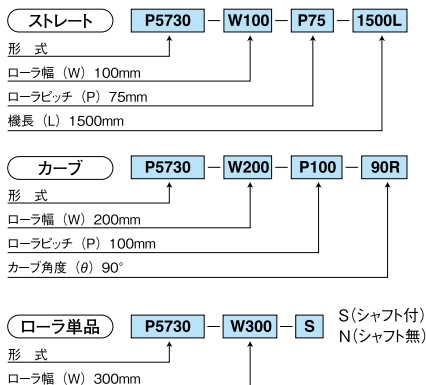 ストレート P5730 - W100 - P75 - 1500L
形 式
ローラ幅 (W) 100mm
ローラピッチ (P) 75mm
機長 (L) 1500mm
カーブ P5730 - W200 - P100 - 90R
形 式
ローラ幅 (W) 200mm
ローラピッチ (P) 100mm
カーブ角度 (θ) 90°
ローラ単品 P5730 - W300 - S S(シャフト付)
N(シャフト無)
形 式
ローラ幅 (W) 300mm